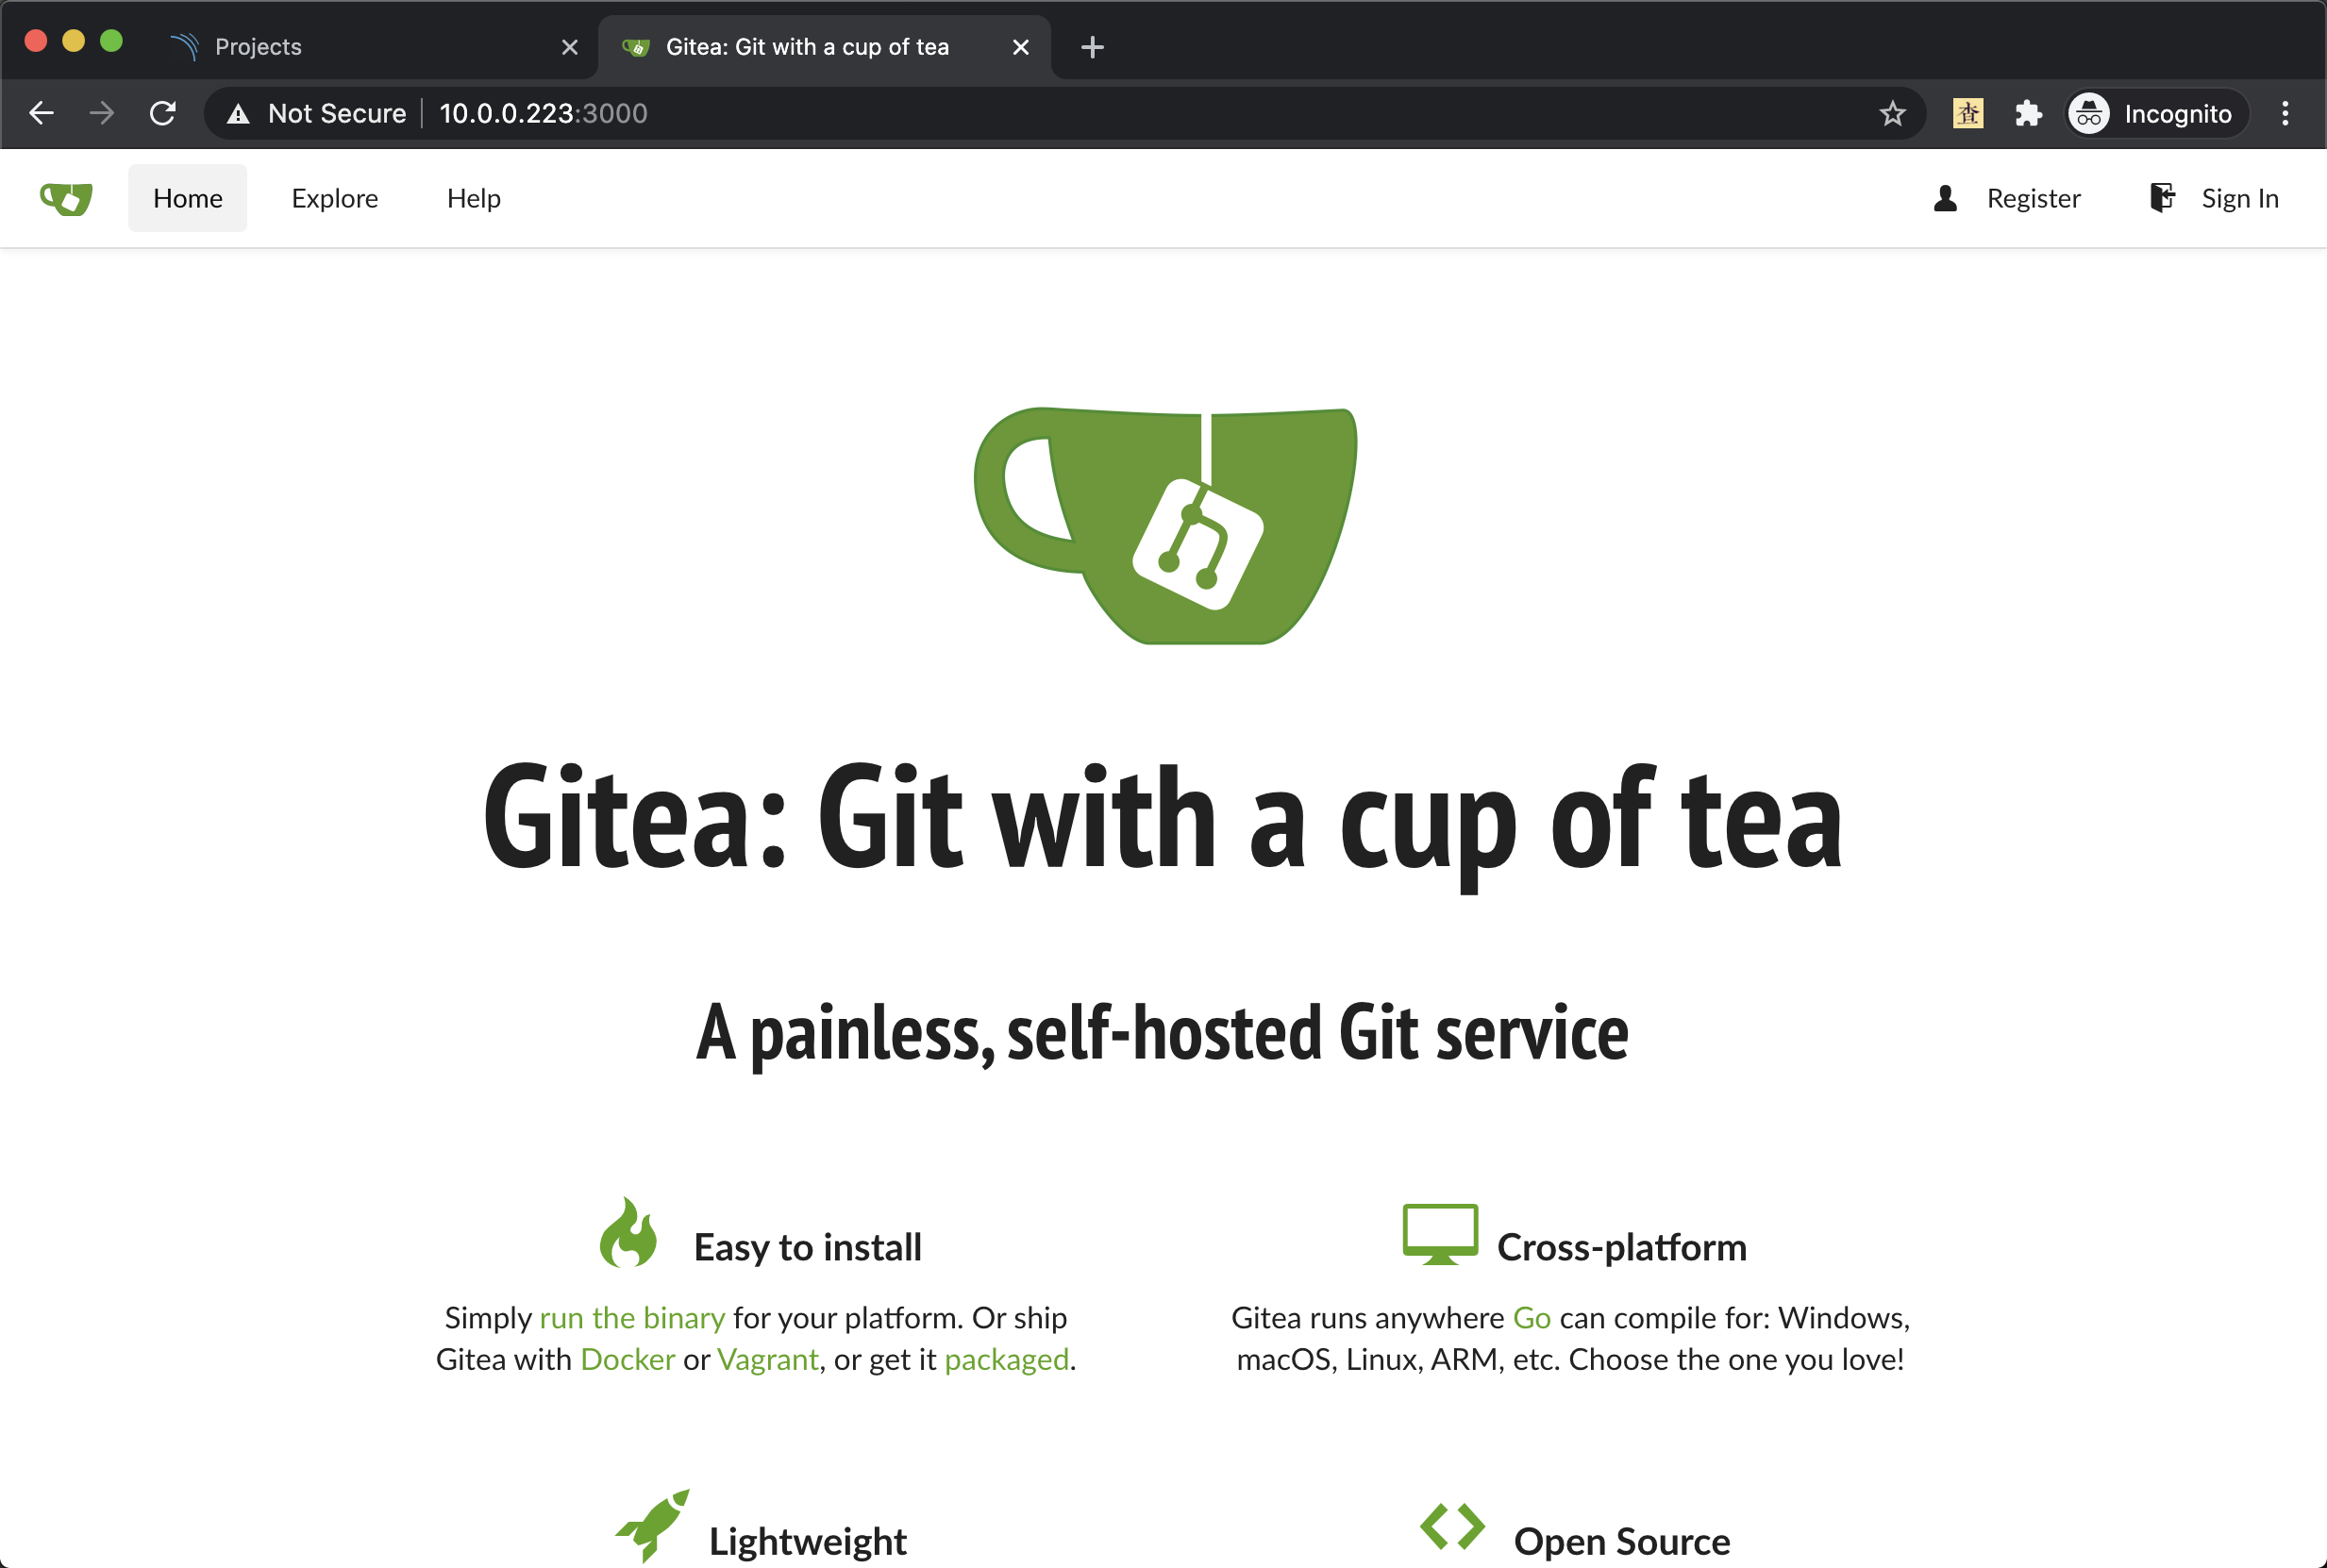 Projects
Gitea: Git with a cup of tea
Not Secure 10.0.0.223:3000
查
Incognito
Home Explore Help Register Sign In
Gitea: Git with a cup of tea
A painless, self-hosted Git service
Easy to install
Simply run the binary for your platform. Or ship
Gitea with Docker or Vagrant, or get it packaged.
Cross-platform
Gitea runs anywhere Go can compile for: Windows,
macOS, Linux, ARM, etc. Choose the one you love!
Lightweight
Open Source